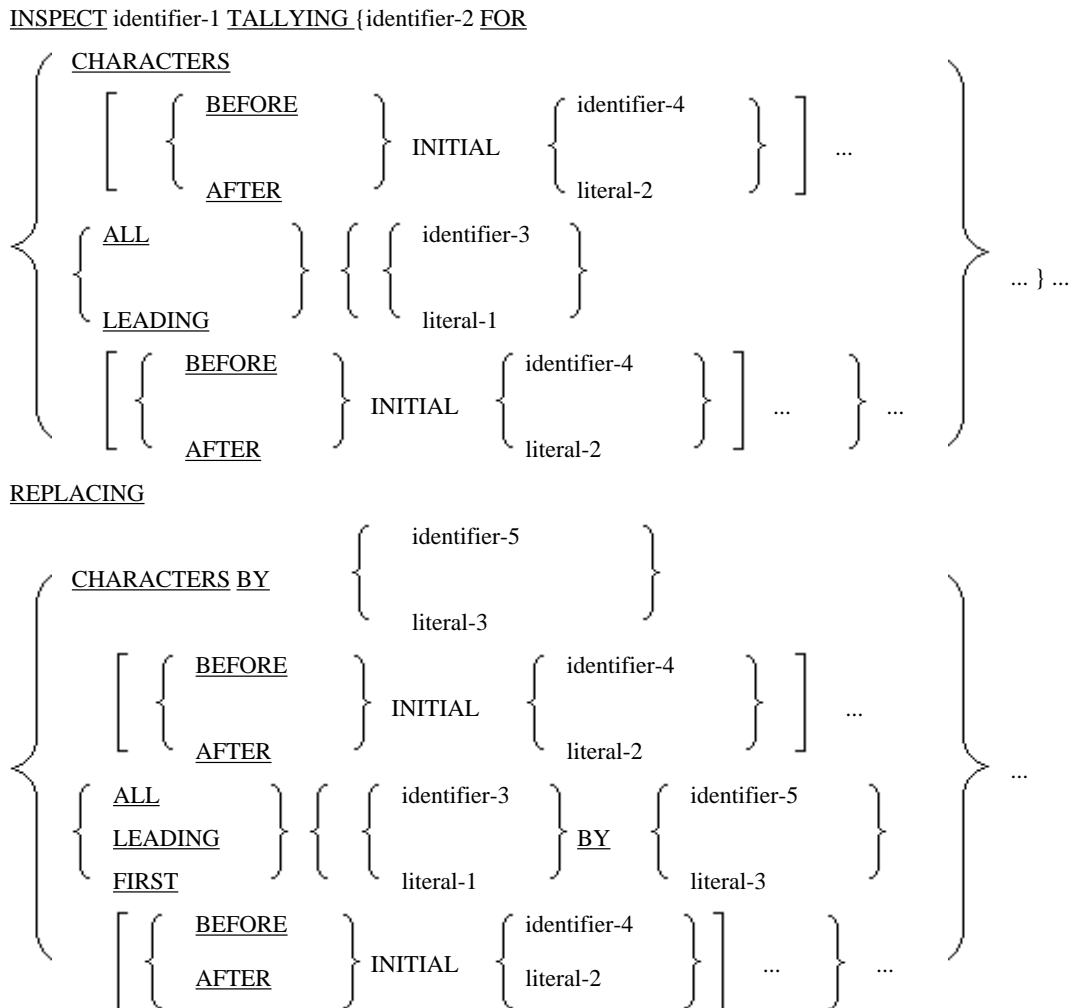 INSPECT identifier-1 TALLYING {identifier-2 FOR
CHARACTERS
BEFORE identifier-4
INITIAL ...
AFTER literal-2
ALL identifier-3
... } ...
LEADING literal-1
BEFORE identifier-4
INITIAL ... ...
AFTER literal-2
REPLACING
identifier-5
CHARACTERS BY
literal-3
BEFORE identifier-4
INITIAL ...
AFTER literal-2
...
ALL identifier-3 identifier-5
LEADING BY
FIRST literal-1 literal-3
BEFORE identifier-4
INITIAL ... ...
AFTER literal-2